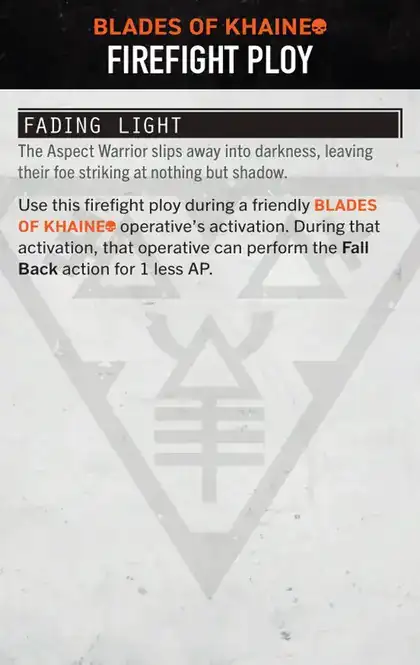 BLADES OF KHAINE
FIREFIGHT PLOY
FADING LIGHT
The Aspect Warrior slips away into darkness, leaving
their foe striking at nothing but shadow.
Use this firefight ploy during a friendly BLADES
OF KHAINE operative's activation. During that
activation, that operative can perform the Fall
Back action for 1 less AP.